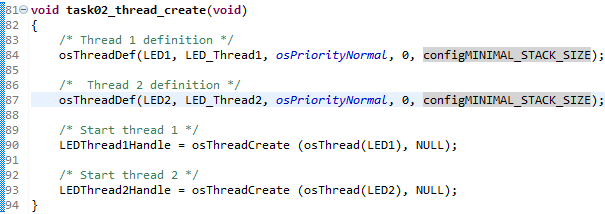 81 void task02_thread_create(void)
82 {
83 /* Thread 1 definition */
84 osThreadDef(LED1, LED_Thread1, osPriorityNormal, 0, configMINIMAL_STACK_SIZE);
85
86 /*  Thread 2 definition */
87 osThreadDef(LED2, LED_Thread2, osPriorityNormal, 0, configMINIMAL_STACK_SIZE);
88
89 /* Start thread 1 */
90 LEDThread1Handle = osThreadCreate (osThread(LED1), NULL);
91
92 /* Start thread 2 */
93 LEDThread2Handle = osThreadCreate (osThread(LED2), NULL);
94 }